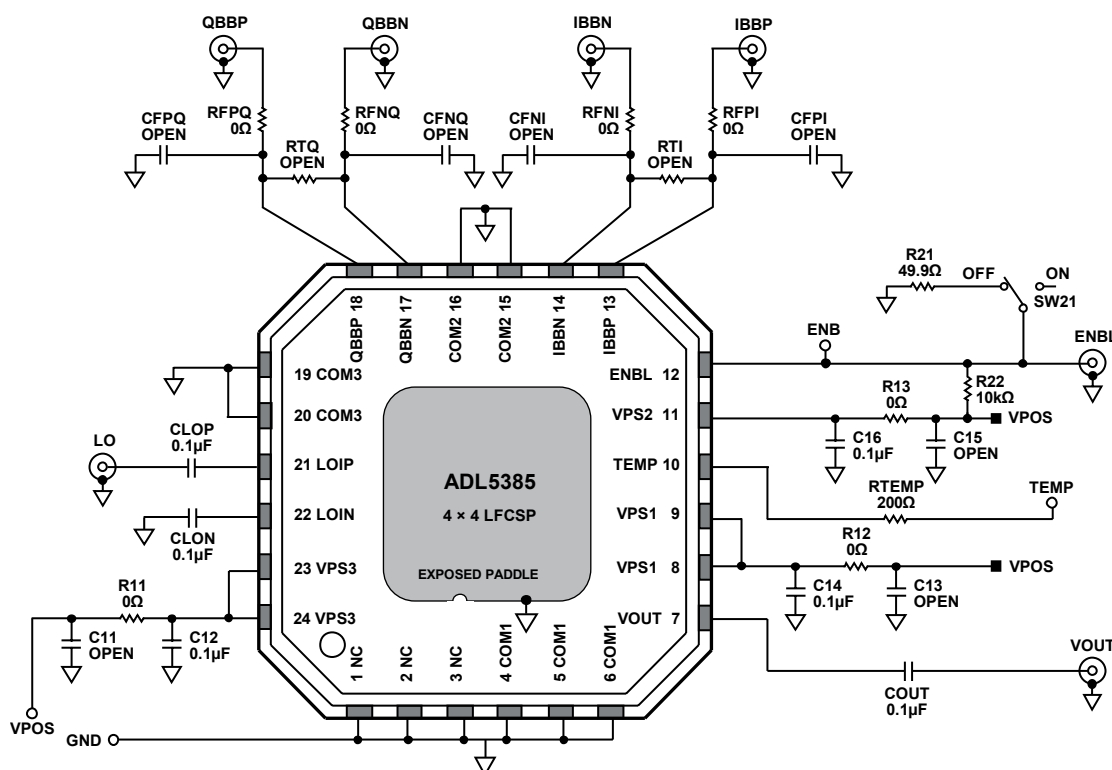 QBBP
QBBN
IBBN
IBBP
RFPQ
0Ω
RFNQ
0Ω
RFNI
0Ω
RFPI
0Ω
CFPQ
OPEN
RTQ
OPEN
CFNQ
OPEN
CFNI
OPEN
RTI
OPEN
CFPI
OPEN
R21
49.9Ω
OFF
ON
SW21
ENB
ENBL
QBBP 18
QBBN 17
COM2 16
COM2 15
IBBN 14
IBBP 13
19 COM3
20 COM3
21 LOIP
22 LOIN
23 VPS3
24 VPS3
ENBL 12
VPS2 11
TEMP 10
VPS1 9
VPS1 8
VOUT 7
R13
0Ω
R22
10kΩ
VPOS
C16
0.1µF
C15
OPEN
LO
CLOP
0.1µF
CLON
0.1µF
ADL5385
4 × 4 LFCSP
EXPOSED PADDLE
RTEMP
200Ω
TEMP
R12
0Ω
VPOS
C14
0.1µF
C13
OPEN
R11
0Ω
C11
OPEN
C12
0.1µF
VPOS
GND
1 NC
2 NC
3 NC
4 COM1
5 COM1
6 COM1
COUT
0.1µF
VOUT